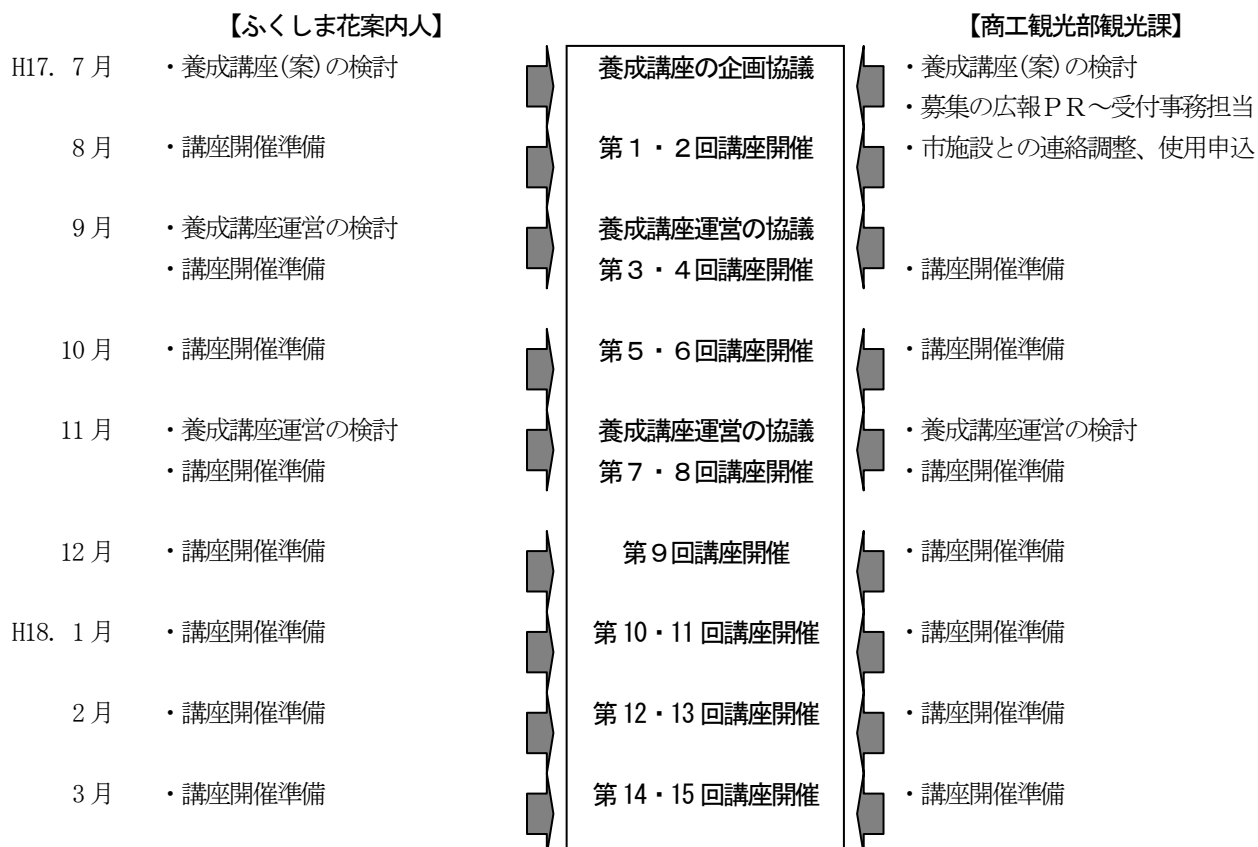 【ふくしま花案内人】 【商工観光部観光課】
H17. 7月 ・養成講座(案)の検討 養成講座の企画協議 ・養成講座(案)の検討
・募集の広報PR～受付事務担当
8月 ・講座開催準備 第1・2回講座開催 ・市施設との連絡調整、使用申込
9月 ・養成講座運営の検討 養成講座運営の協議
・講座開催準備 第3・4回講座開催 ・講座開催準備
10月 ・講座開催準備 第5・6回講座開催 ・講座開催準備
11月 ・養成講座運営の検討 養成講座運営の協議 ・養成講座運営の検討
・講座開催準備 第7・8回講座開催 ・講座開催準備
12月 ・講座開催準備 第9回講座開催 ・講座開催準備
H18. 1月 ・講座開催準備 第10・11回講座開催 ・講座開催準備
2月 ・講座開催準備 第12・13回講座開催 ・講座開催準備
3月 ・講座開催準備 第14・15回講座開催 ・講座開催準備